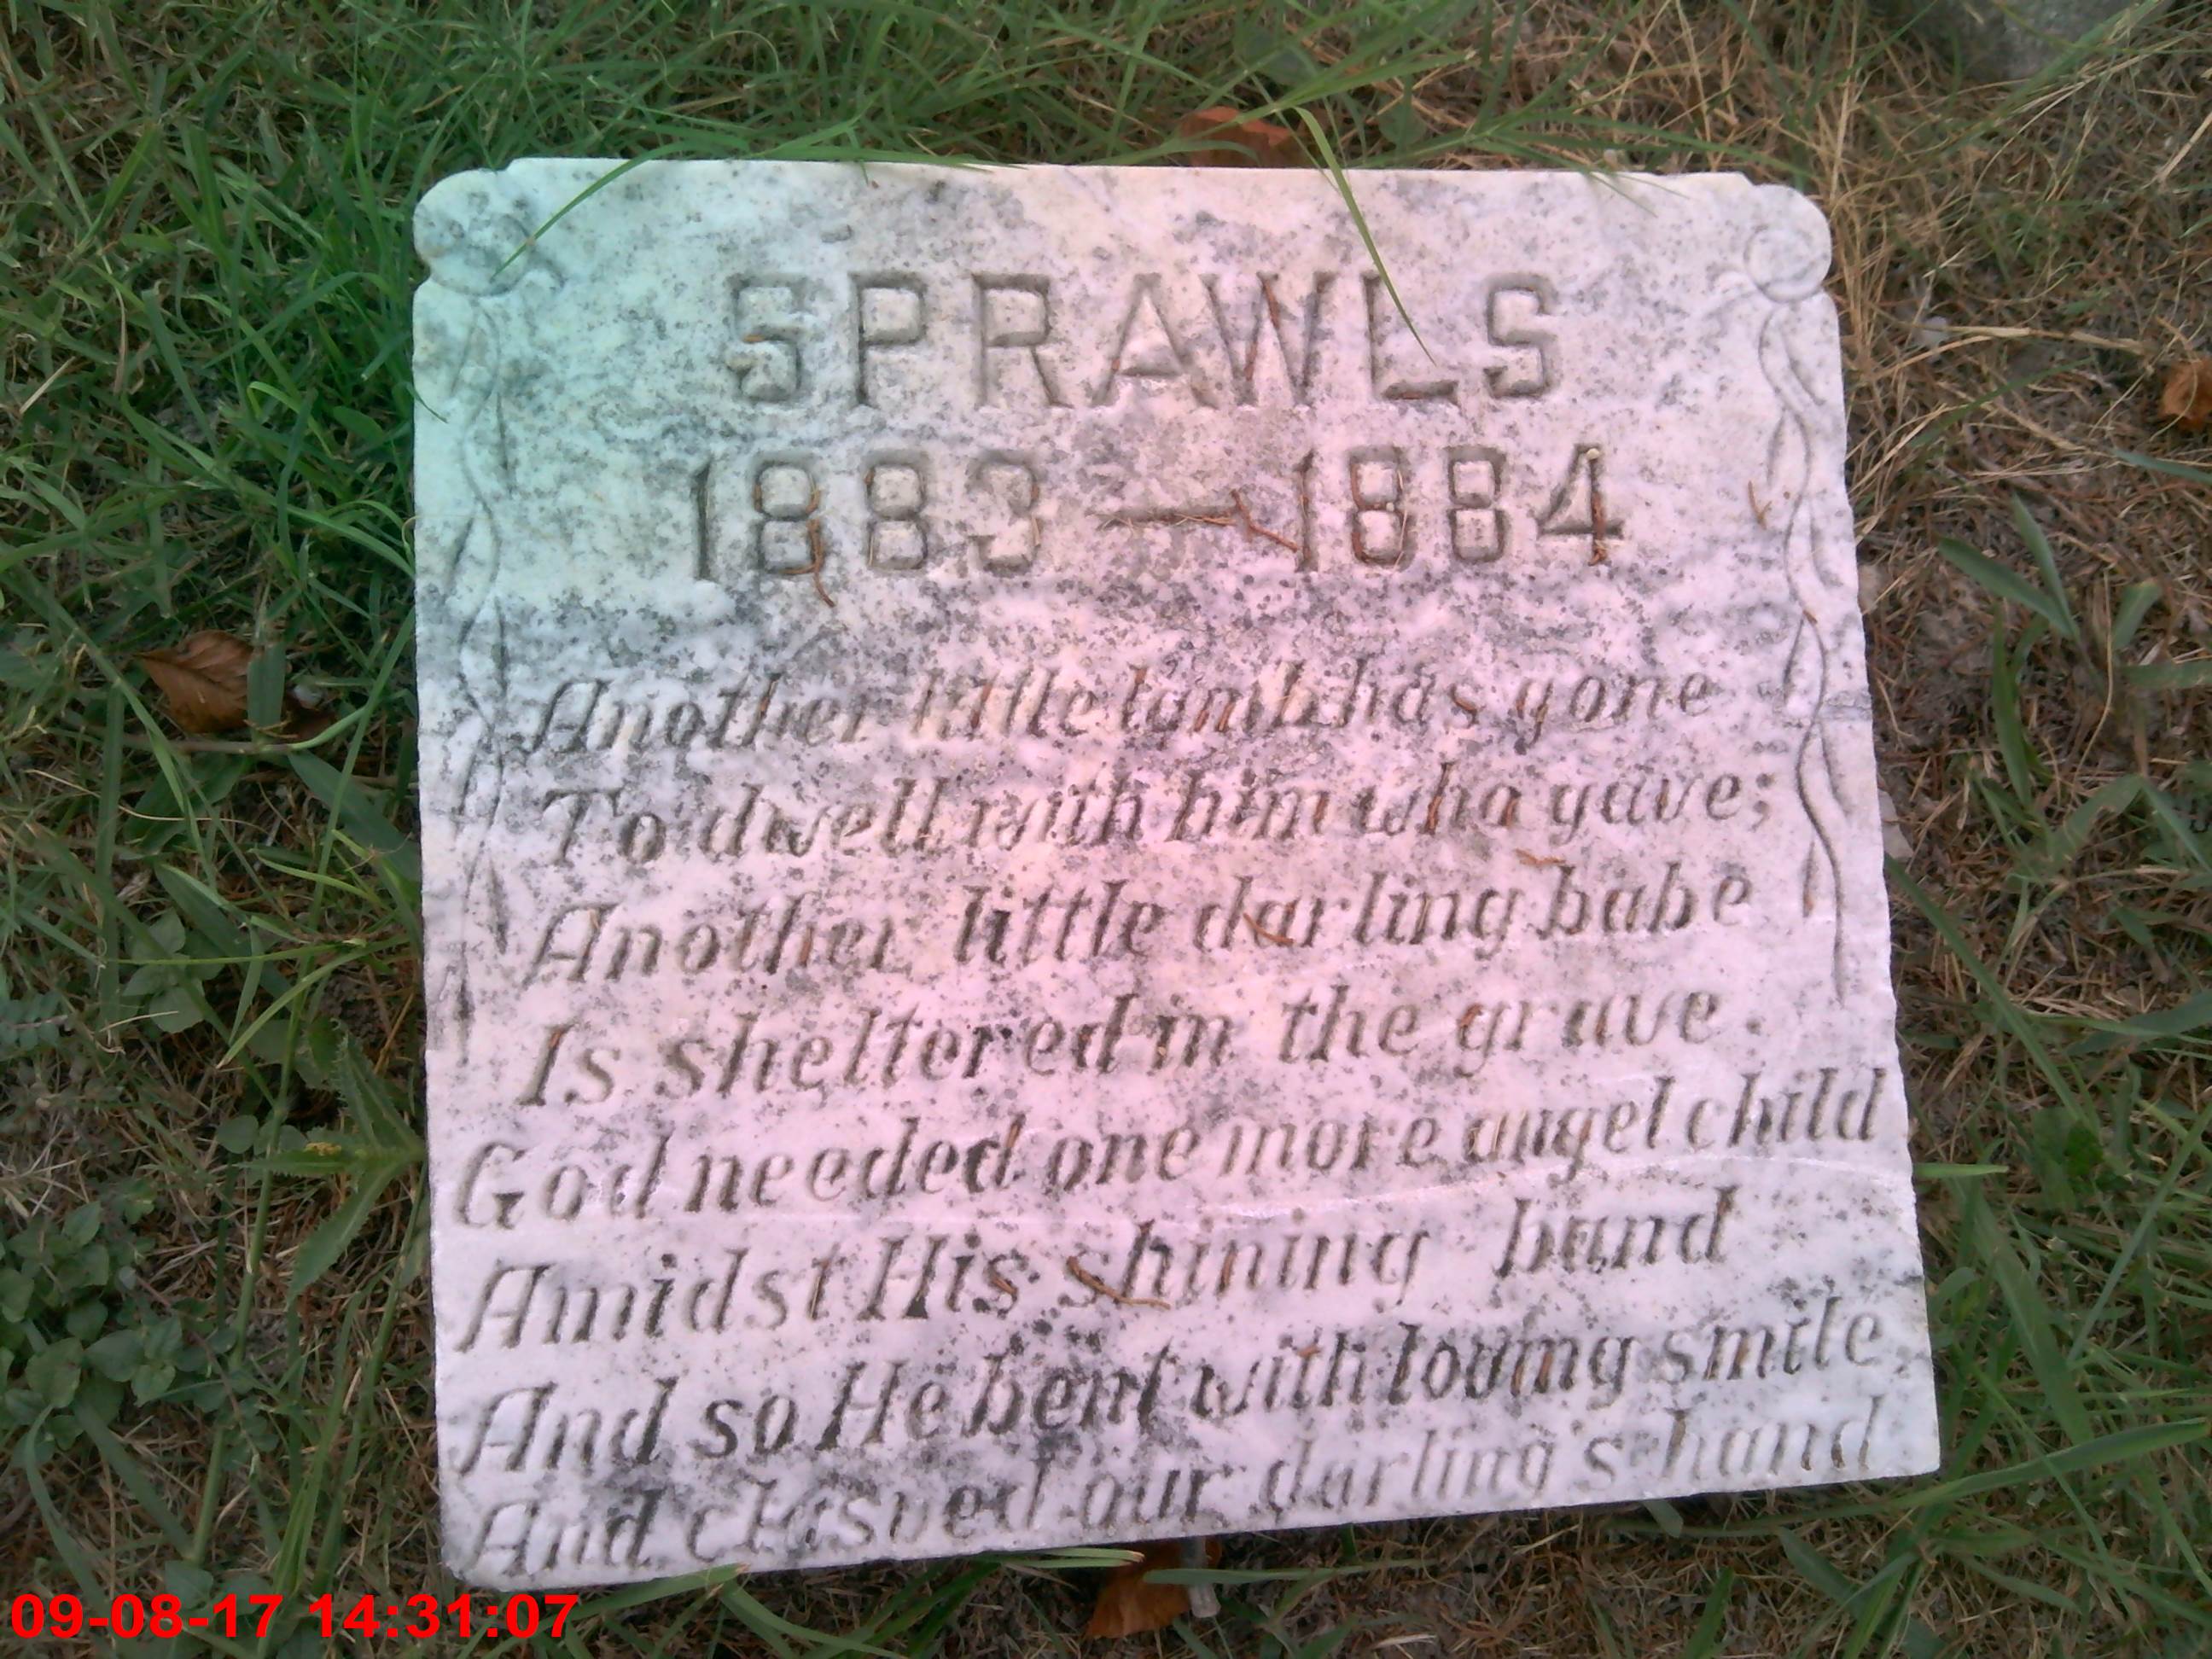 SPRAWLS
1883 — 1884
Another little lamb has gone
To dwell with him who gave;
Another little darling babe
Is sheltered in the grave.
God needed one more angel child
Amidst His shining band
And so He bent with loving smile,
And clasped our darling's hand
09-08-17 14:31:07